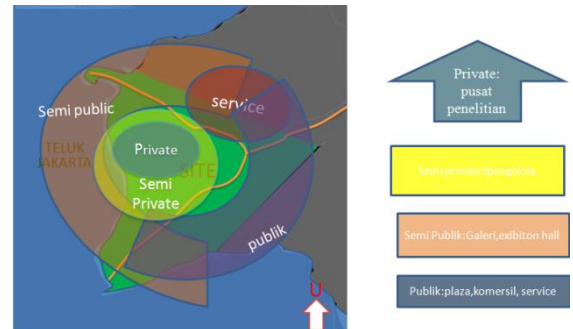 Semi public
service
Private
TELUK
JAKARTA
SITE
Semi
Private
publik
U
Private:
pusat
penelitian
Semi private:tpengelola
Semi Publik:Galeri,exibiton hall
Publik:plaza,komersil, service